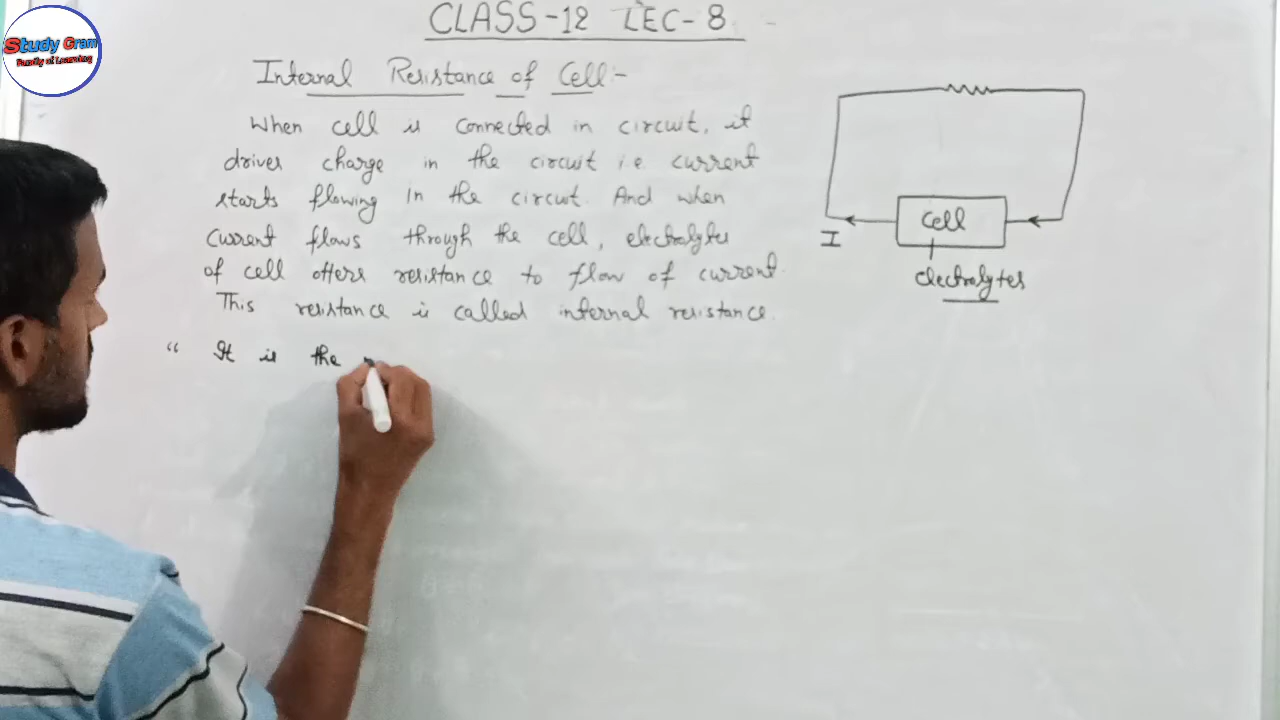 Study Gram
Family of Learning
CLASS-12 LEC-8
Internal Resistance of Cell:-
When cell is connected in circuit, it
drives charge in the circuit i.e. current
starts flowing in the circuit. And when
current flows through the cell, electrolytes
of cell offers resistance to flow of current.
This resistance is called internal resistance.
“ It is the
Cell
I
electrolytes